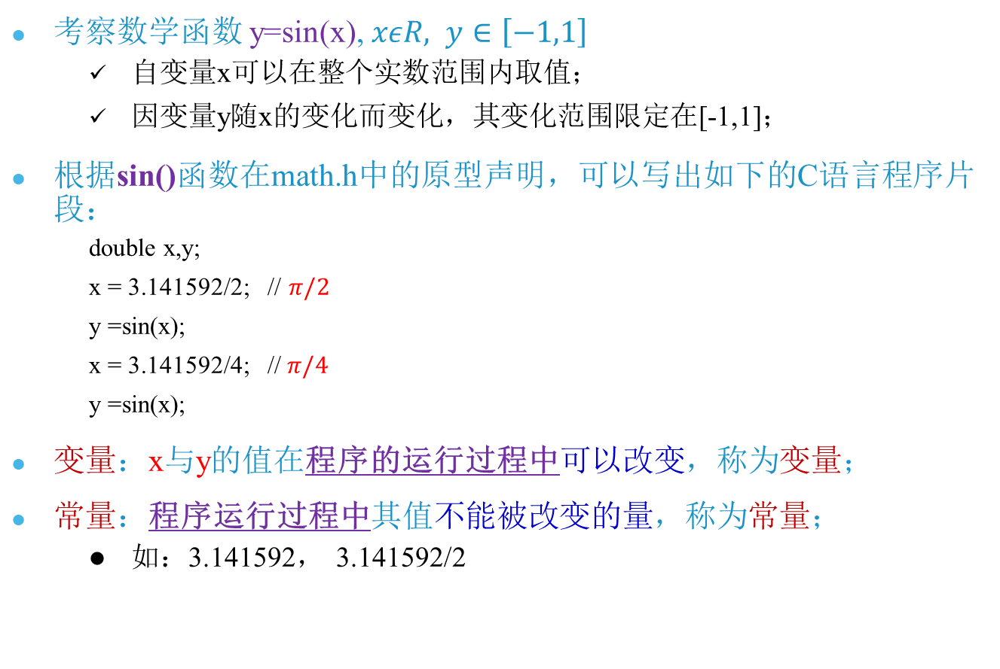 考察数学函数 y=sin(x), xϵR, y ∈ [−1,1]
自变量x可以在整个实数范围内取值；
因变量y随x的变化而变化，其变化范围限定在[-1,1]；
根据sin()函数在math.h中的原型声明，可以写出如下的C语言程序片
段：
double x,y;
x = 3.141592/2; // π/2
y =sin(x);
x = 3.141592/4; // π/4
y =sin(x);
变量：x与y的值在程序的运行过程中可以改变，称为变量；
常量：程序运行过程中其值不能被改变的量，称为常量；
如：3.141592， 3.141592/2